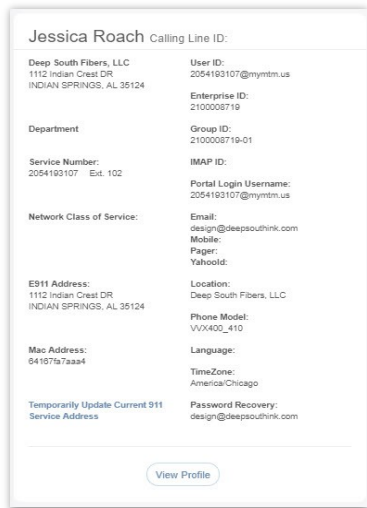 Jessica Roach Calling Line ID:
Deep South Fibers, LLC
1112 Indian Crest DR
INDIAN SPRINGS, AL 35124
User ID:
2054193107@mymtm.us
Enterprise ID:
2100008719
Department
Group ID:
2100008719-01
Service Number:
2054193107 Ext. 102
IMAP ID:
Portal Login Username:
2054193107@mymtm.us
Network Class of Service:
Email:
design@deepsouthink.com
Mobile:
Pager:
YahooId:
E911 Address:
1112 Indian Crest DR
INDIAN SPRINGS, AL 35124
Location:
Deep South Fibers, LLC
Phone Model:
VVX400_410
Mac Address:
64167fa7aaa4
Language:
TimeZone:
America/Chicago
Temporarily Update Current 911
Service Address
Password Recovery:
design@deepsouthink.com
View Profile